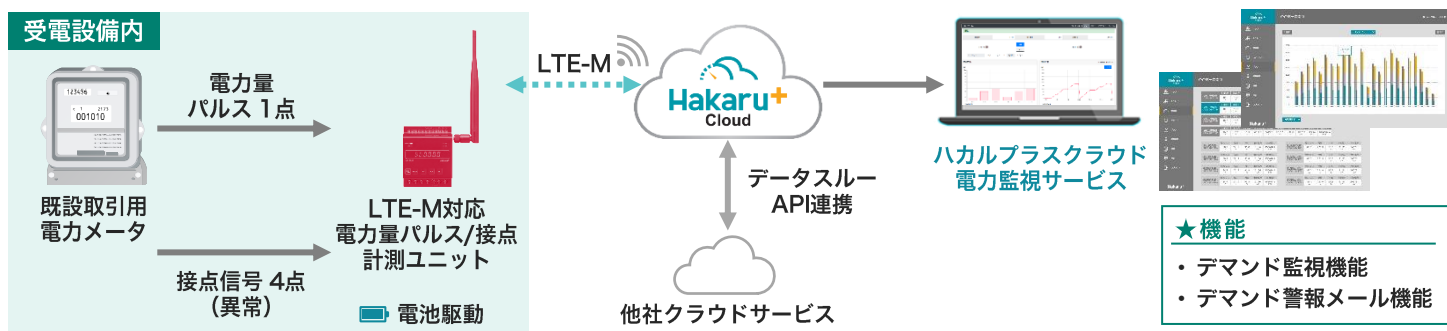 受電設備内
123496
001010
電力量
パルス 1点
既設取引用
電力メータ
接点信号 4点
(異常)
LTE-M対応
電力量パルス/接点
計測ユニット
電池駆動
LTE-M
Hakaru+
Cloud
データスルー
API連携
他社クラウドサービス
ハカルプラスクラウド
電力監視サービス
Hakaru+
Hakaru+
★機能
・ デマンド監視機能
・ デマンド警報メール機能